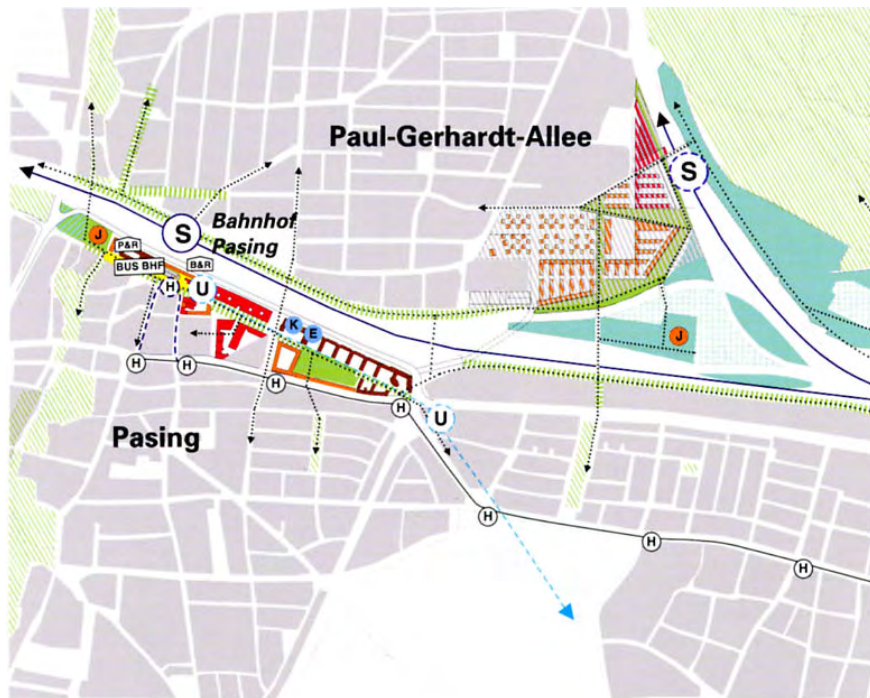 Paul-Gerhardt-Allee
S
S
Bahnhof
Pasing
J
P&R
BUS BHF
B&R
H
U
K
E
J
H
H
H
H
U
Pasing
H
H
H